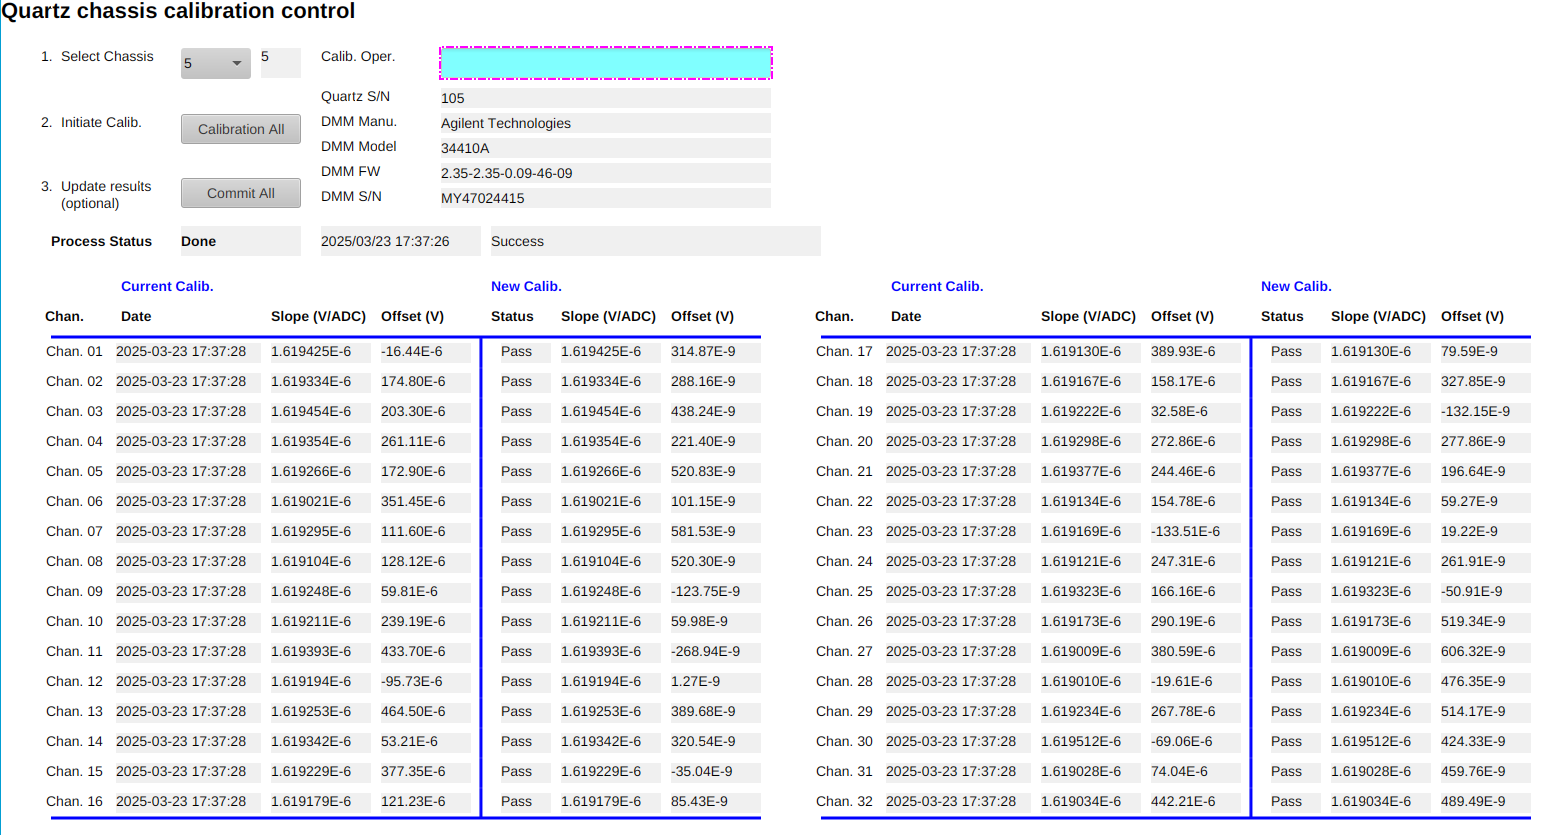 Quartz chassis calibration control
1. Select Chassis 5 5 Calib. Oper.
Quartz S/N 105
2. Initiate Calib. Calibration All DMM Manu. Agilent Technologies
DMM Model 34410A
DMM FW 2.35-2.35-0.09-46-09
3. Update results (optional) Commit All DMM S/N MY47024415
Process Status Done 2025/03/23 17:37:26 Success
Current Calib. New Calib. Current Calib. New Calib.
Chan. Date Slope (V/ADC) Offset (V) Status Slope (V/ADC) Offset (V) Chan. Date Slope (V/ADC) Offset (V) Status Slope (V/ADC) Offset (V)
Chan. 01 2025-03-23 17:37:28 1.619425E-6 -16.44E-6 Pass 1.619425E-6 314.87E-9 Chan. 17 2025-03-23 17:37:28 1.619130E-6 389.93E-6 Pass 1.619130E-6 79.59E-9
Chan. 02 2025-03-23 17:37:28 1.619334E-6 174.80E-6 Pass 1.619334E-6 288.16E-9 Chan. 18 2025-03-23 17:37:28 1.619167E-6 158.17E-6 Pass 1.619167E-6 327.85E-9
Chan. 03 2025-03-23 17:37:28 1.619454E-6 203.30E-6 Pass 1.619454E-6 438.24E-9 Chan. 19 2025-03-23 17:37:28 1.619222E-6 32.58E-6 Pass 1.619222E-6 -132.15E-9
Chan. 04 2025-03-23 17:37:28 1.619354E-6 261.11E-6 Pass 1.619354E-6 221.40E-9 Chan. 20 2025-03-23 17:37:28 1.619298E-6 272.86E-6 Pass 1.619298E-6 277.86E-9
Chan. 05 2025-03-23 17:37:28 1.619266E-6 172.90E-6 Pass 1.619266E-6 520.83E-9 Chan. 21 2025-03-23 17:37:28 1.619377E-6 244.46E-6 Pass 1.619377E-6 196.64E-9
Chan. 06 2025-03-23 17:37:28 1.619021E-6 351.45E-6 Pass 1.619021E-6 101.15E-9 Chan. 22 2025-03-23 17:37:28 1.619134E-6 154.78E-6 Pass 1.619134E-6 59.27E-9
Chan. 07 2025-03-23 17:37:28 1.619295E-6 111.60E-6 Pass 1.619295E-6 581.53E-9 Chan. 23 2025-03-23 17:37:28 1.619169E-6 -133.51E-6 Pass 1.619169E-6 19.22E-9
Chan. 08 2025-03-23 17:37:28 1.619104E-6 128.12E-6 Pass 1.619104E-6 520.30E-9 Chan. 24 2025-03-23 17:37:28 1.619121E-6 247.31E-6 Pass 1.619121E-6 261.91E-9
Chan. 09 2025-03-23 17:37:28 1.619248E-6 59.81E-6 Pass 1.619248E-6 -123.75E-9 Chan. 25 2025-03-23 17:37:28 1.619323E-6 166.16E-6 Pass 1.619323E-6 -50.91E-9
Chan. 10 2025-03-23 17:37:28 1.619211E-6 239.19E-6 Pass 1.619211E-6 59.98E-9 Chan. 26 2025-03-23 17:37:28 1.619173E-6 290.19E-6 Pass 1.619173E-6 519.34E-9
Chan. 11 2025-03-23 17:37:28 1.619393E-6 433.70E-6 Pass 1.619393E-6 -268.94E-9 Chan. 27 2025-03-23 17:37:28 1.619009E-6 380.59E-6 Pass 1.619009E-6 606.32E-9
Chan. 12 2025-03-23 17:37:28 1.619194E-6 -95.73E-6 Pass 1.619194E-6 1.27E-9 Chan. 28 2025-03-23 17:37:28 1.619010E-6 -19.61E-6 Pass 1.619010E-6 476.35E-9
Chan. 13 2025-03-23 17:37:28 1.619253E-6 464.50E-6 Pass 1.619253E-6 389.68E-9 Chan. 29 2025-03-23 17:37:28 1.619234E-6 267.78E-6 Pass 1.619234E-6 514.17E-9
Chan. 14 2025-03-23 17:37:28 1.619342E-6 53.21E-6 Pass 1.619342E-6 320.54E-9 Chan. 30 2025-03-23 17:37:28 1.619512E-6 -69.06E-6 Pass 1.619512E-6 424.33E-9
Chan. 15 2025-03-23 17:37:28 1.619229E-6 377.35E-6 Pass 1.619229E-6 -35.04E-9 Chan. 31 2025-03-23 17:37:28 1.619028E-6 74.04E-6 Pass 1.619028E-6 459.76E-9
Chan. 16 2025-03-23 17:37:28 1.619179E-6 121.23E-6 Pass 1.619179E-6 85.43E-9 Chan. 32 2025-03-23 17:37:28 1.619034E-6 442.21E-6 Pass 1.619034E-6 489.49E-9